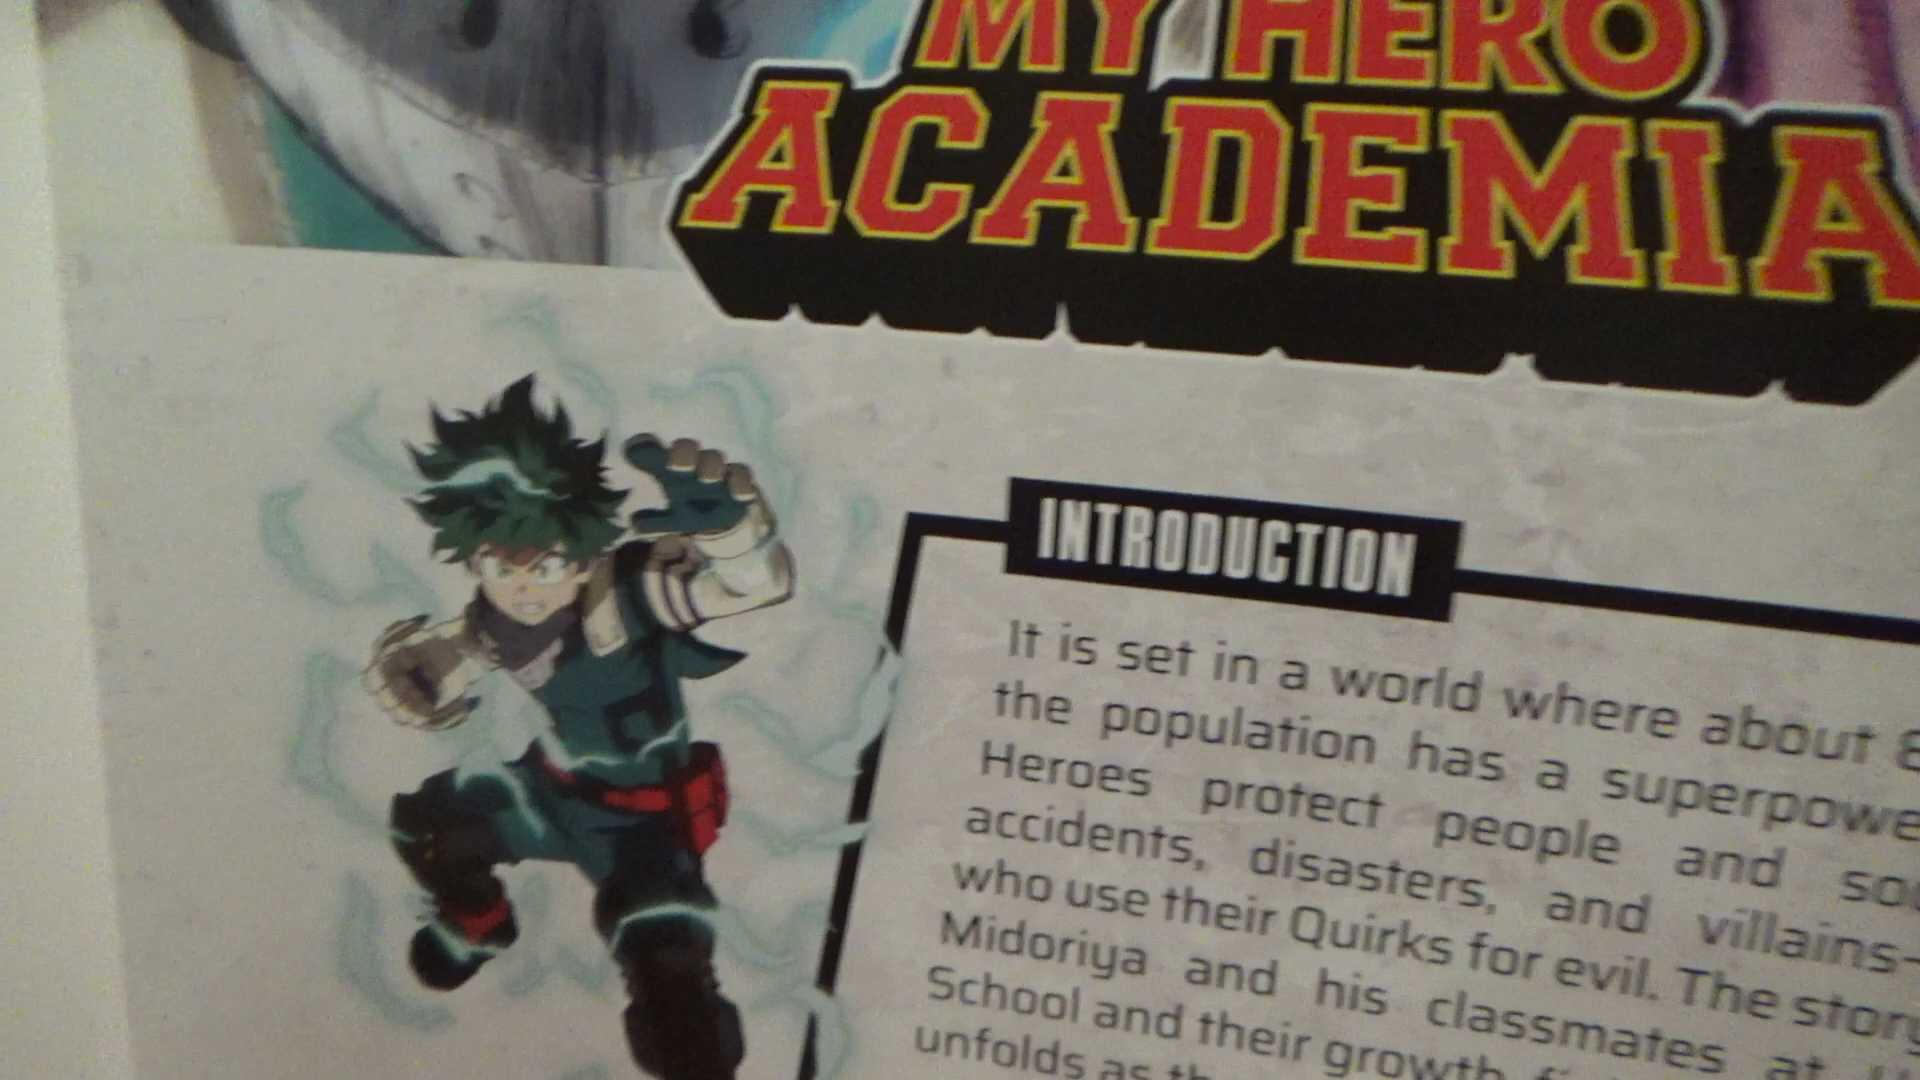 MY HERO
ACADEMIA
INTRODUCTION
It is set in a world where about
the population has a
Heroes protect people and
accidents, disasters, and villains-
who use their Quirks for evil. The story
Midoriya and his classmates at
School and their growth
unfolds as